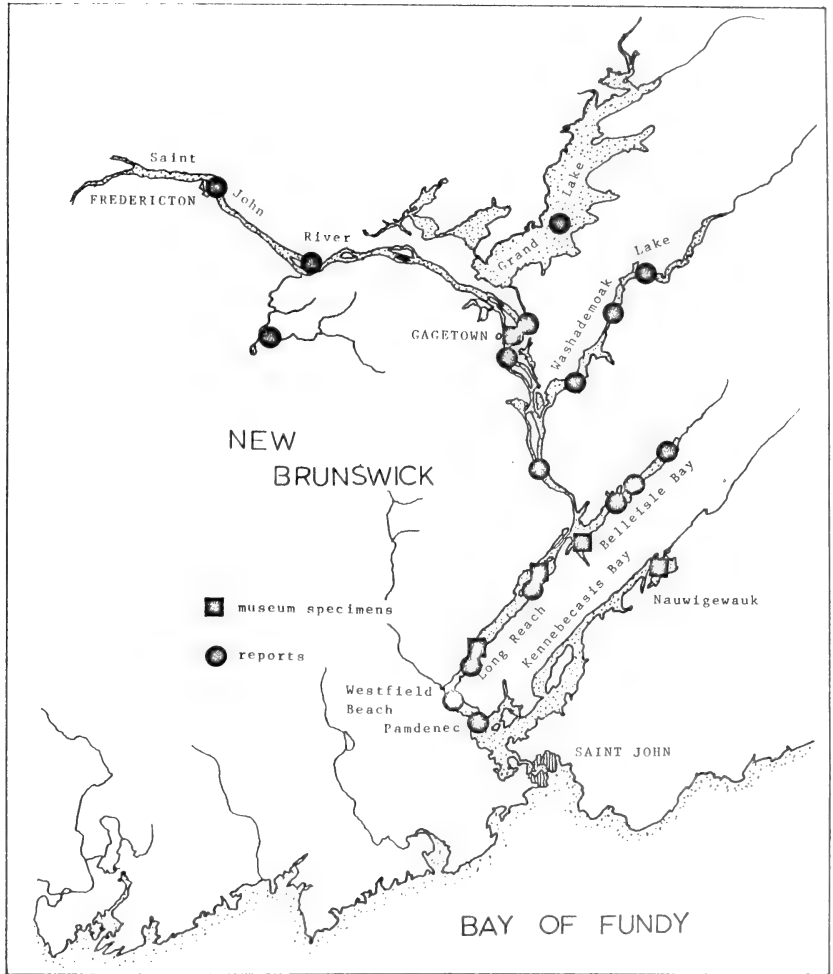 Saint
John
FREDERICTON
River
Grand Lake
Washademoak Lake
GAGETOWN
NEW
BRUNSWICK
Belleisle Bay
Kennebecasis Bay
Long Reach
museum specimens
Nauwigewauk
reports
Westfield
Beach
Pamdenec
SAINT JOHN
BAY OF FUNDY